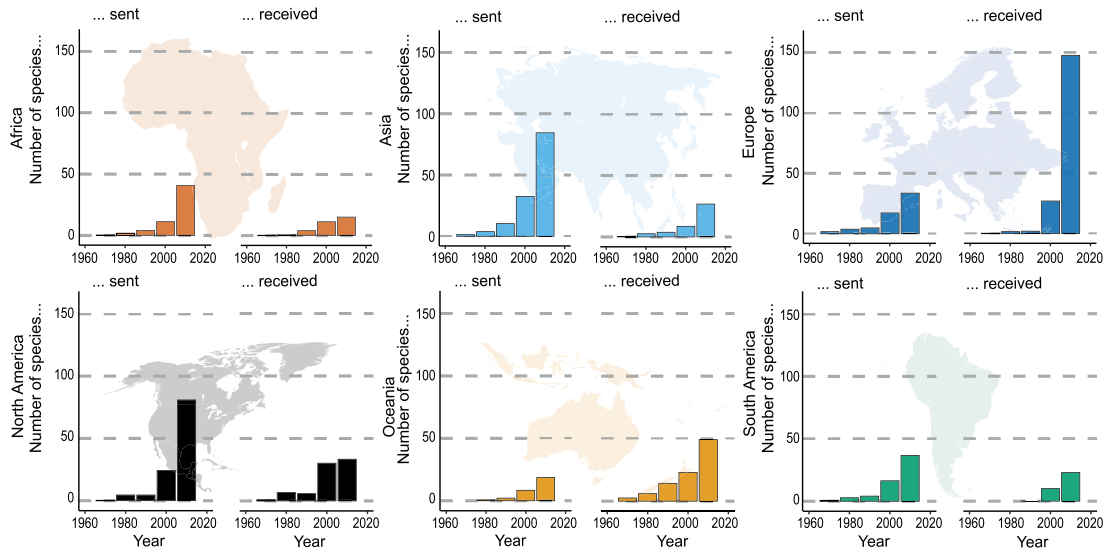 ... sent ... received
Africa
Number of species...
150
100
50
0
1960 1980 2000 2020 1960 1980 2000 2020
... sent ... received
Asia
Number of species...
150
100
50
0
1960 1980 2000 2020 1960 1980 2000 2020
... sent ... received
Europe
Number of species...
150
100
50
0
1960 1980 2000 2020 1960 1980 2000 2020
... sent ... received
North America
Number of species...
150
100
50
0
1960 1980 2000 2020 1960 1980 2000 2020
Year Year
... sent ... received
Oceania
Number of species...
150
100
50
0
1960 1980 2000 2020 1960 1980 2000 2020
Year Year
... sent ... received
South America
Number of species...
150
100
50
0
1960 1980 2000 2020 1960 1980 2000 2020
Year Year